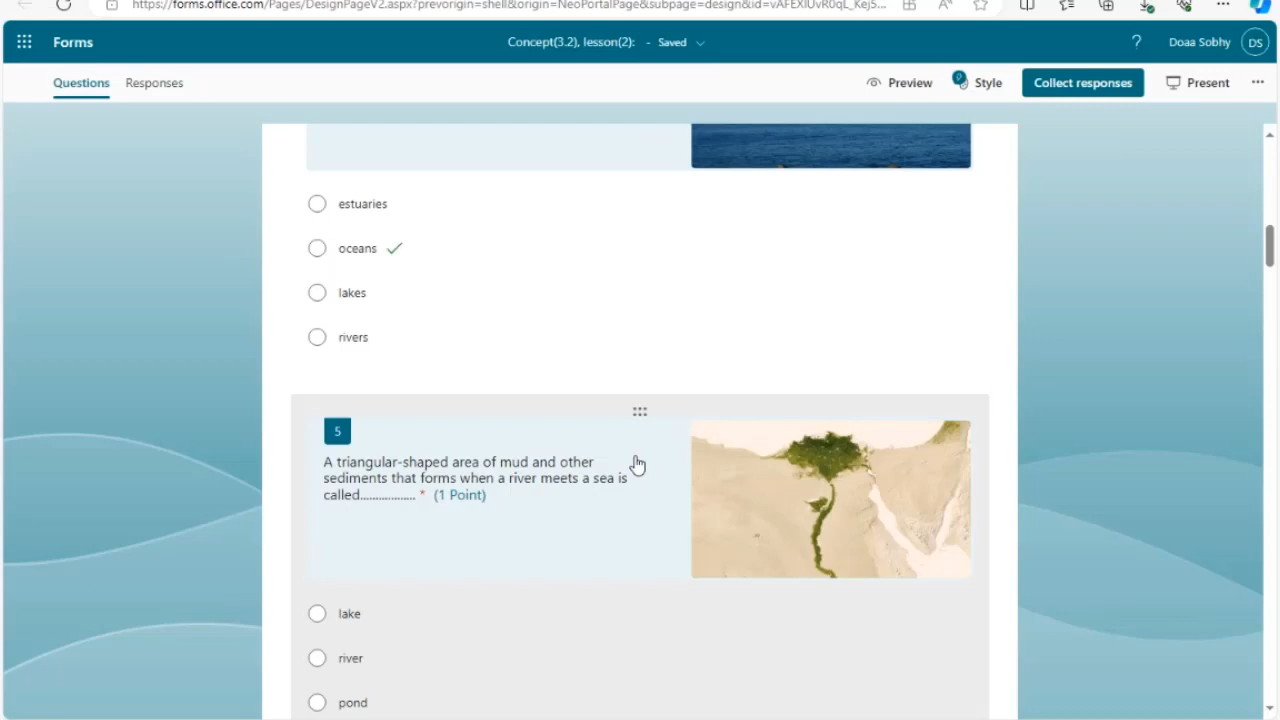 https://forms.office.com/Pages/DesignPageV2.aspx?prevorigin=shell&origin=NeoPortalPage&subpage=design&id=
Forms
Concept(3.2), lesson(2): - Saved
?
Doaa Sobhy
DS
Questions
Responses
Preview
Style
Collect responses
Present
estuaries
oceans
lakes
rivers
5
A triangular-shaped area of mud and other
sediments that forms when a river meets a sea is
called.................. * (1 Point)
lake
river
pond